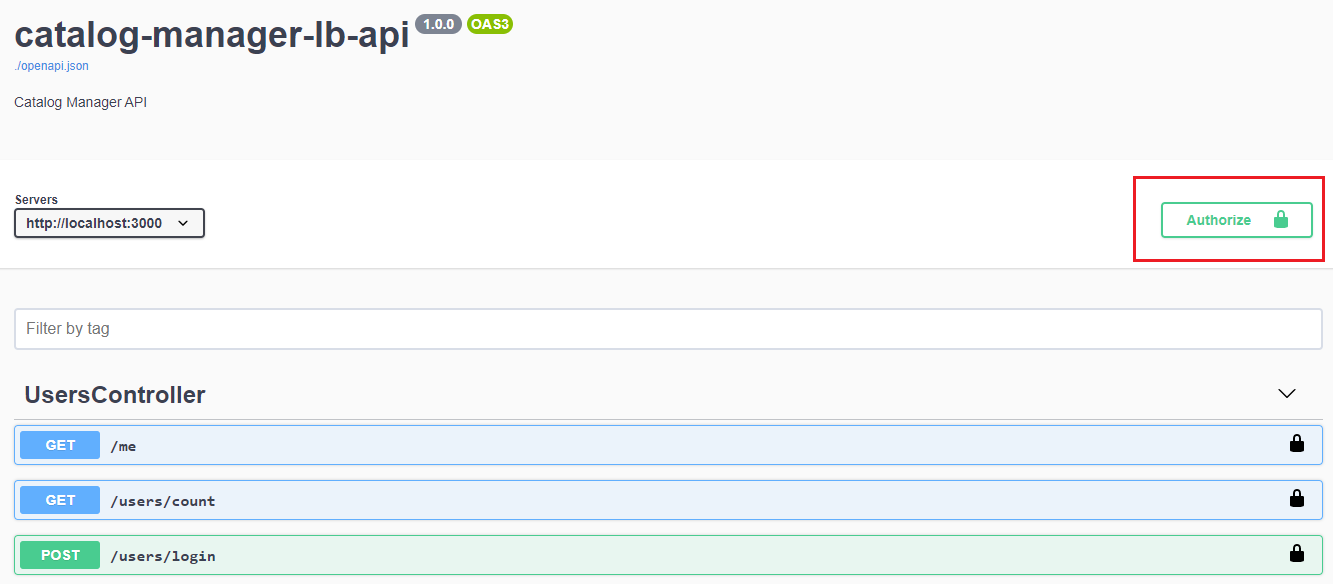 catalog-manager-lb-api 1.0.0 OAS3
./openapi.json
Catalog Manager API
Servers
http://localhost:3000
Authorize
Filter by tag
UsersController
GET /me
GET /users/count
POST /users/login